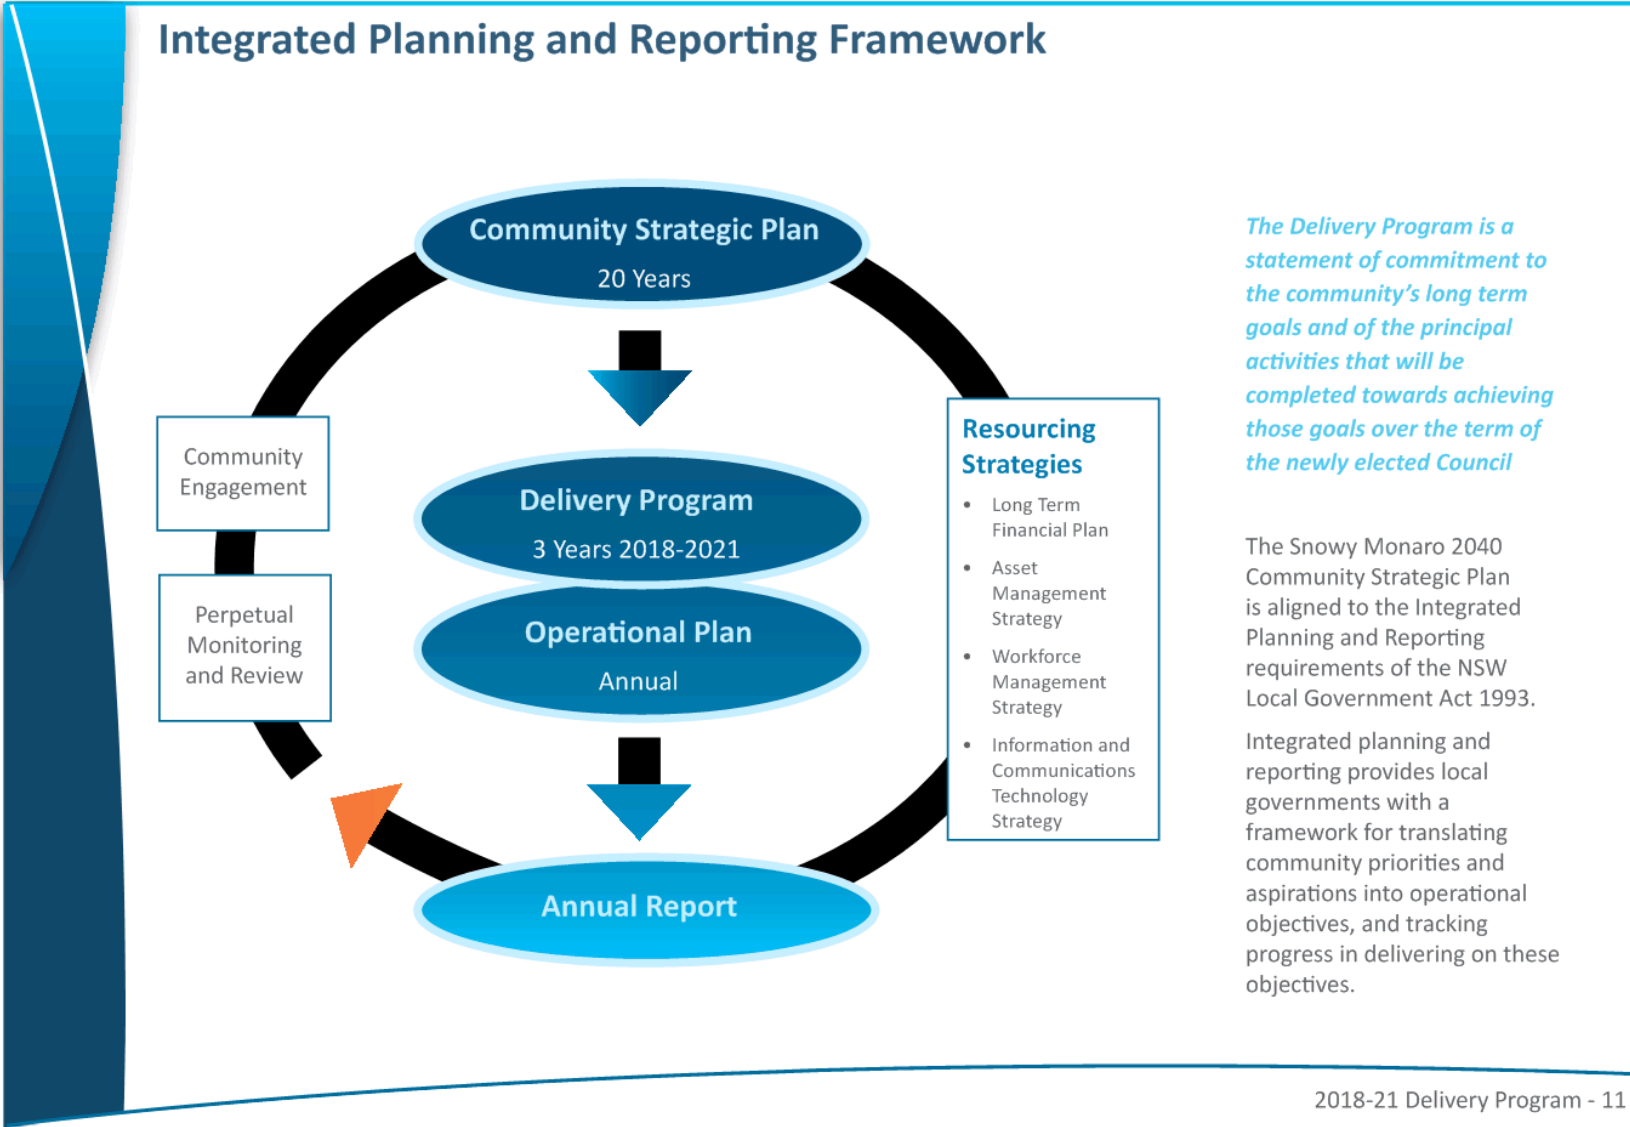 Integrated Planning and Reporting Framework
Community Strategic Plan
20 Years
Community
Engagement
Perpetual
Monitoring
and Review
Delivery Program
3 Years 2018-2021
Operational Plan
Annual
Annual Report
Resourcing
Strategies
• Long Term
Financial Plan
• Asset
Management
Strategy
• Workforce
Management
Strategy
• Information and
Communications
Technology
Strategy
The Delivery Program is a
statement of commitment to
the community’s long term
goals and of the principal
activities that will be
completed towards achieving
those goals over the term of
the newly elected Council
The Snowy Monaro 2040
Community Strategic Plan
is aligned to the Integrated
Planning and Reporting
requirements of the NSW
Local Government Act 1993.
Integrated planning and
reporting provides local
governments with a
framework for translating
community priorities and
aspirations into operational
objectives, and tracking
progress in delivering on these
objectives.
2018-21 Delivery Program - 11